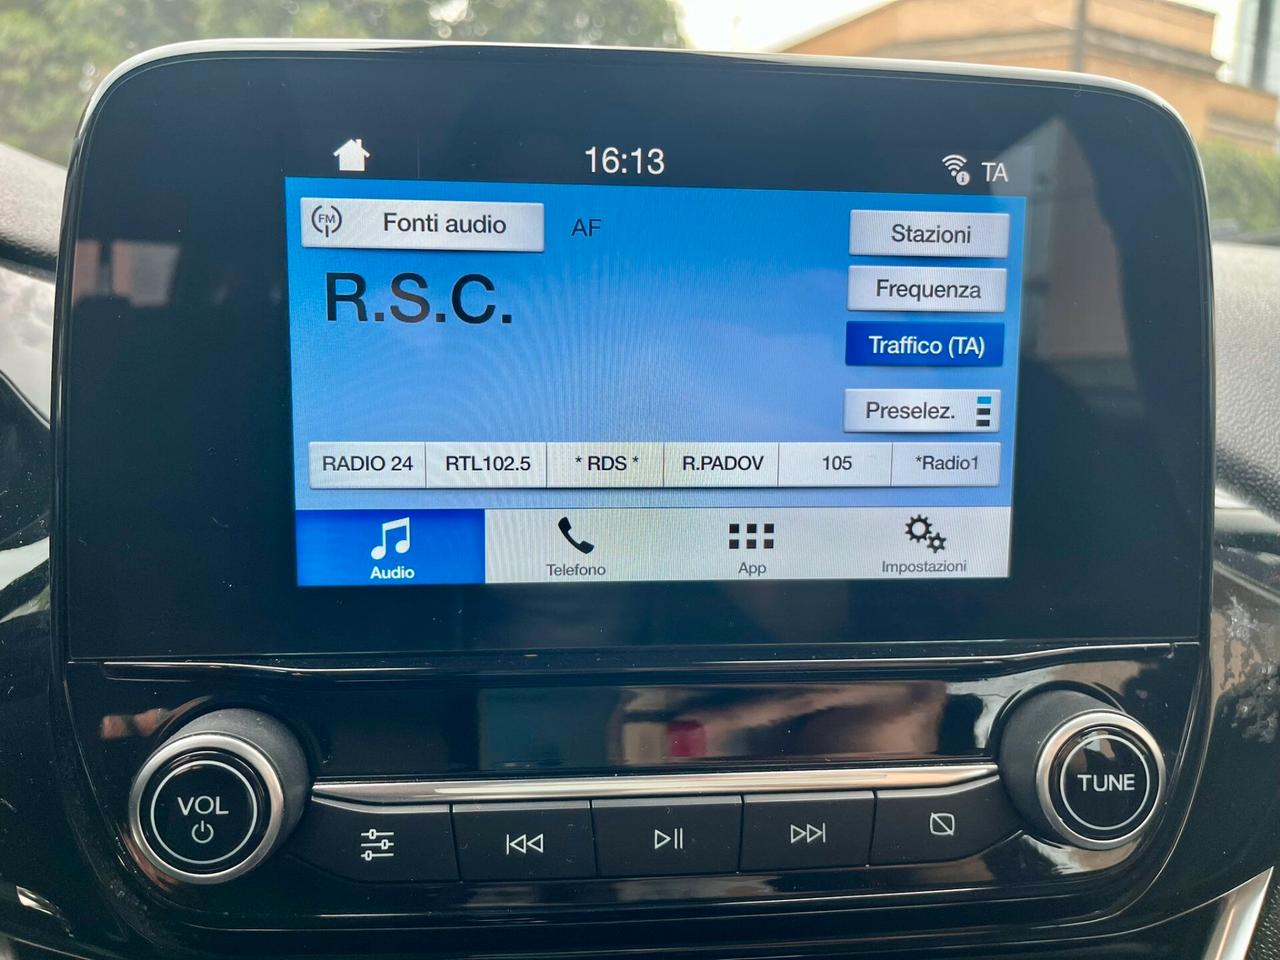 16:13
TA
FM
Fonti audio
AF
Stazioni
R.S.C.
Frequenza
Traffico (TA)
Preselez.
RADIO 24
RTL102.5
* RDS *
R.PADOV
105
*Radio1
Audio
Telefono
App
Impostazioni
VOL
TUNE